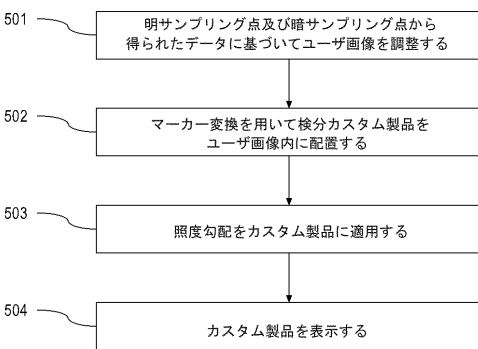 501
明サンプリング点及び暗サンプリング点から
得られたデータに基づいてユーザ画像を調整する
502
マーカー変換を用いて検分カスタム製品を
ユーザ画像内に配置する
503
照度勾配をカスタム製品に適用する
504
カスタム製品を表示する